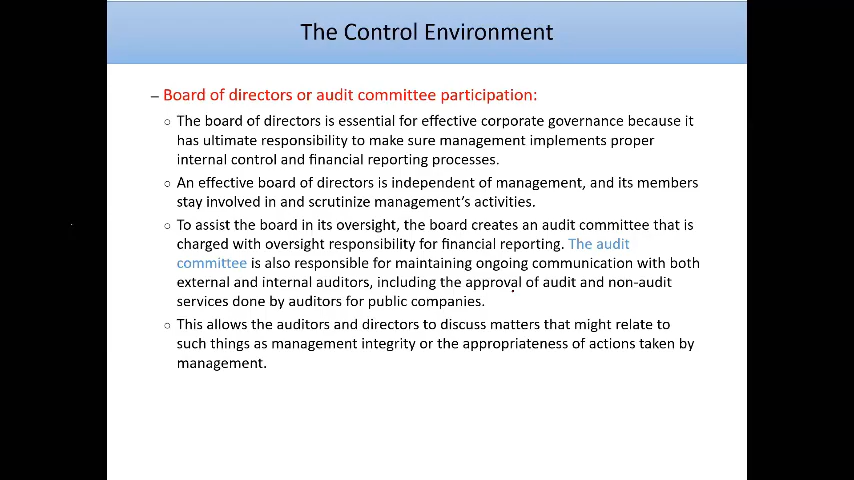 The Control Environment
– Board of directors or audit committee participation:
○ The board of directors is essential for effective corporate governance because it
has ultimate responsibility to make sure management implements proper
internal control and financial reporting processes.
○ An effective board of directors is independent of management, and its members
stay involved in and scrutinize management's activities.
○ To assist the board in its oversight, the board creates an audit committee that is
charged with oversight responsibility for financial reporting. The audit
committee is also responsible for maintaining ongoing communication with both
external and internal auditors, including the approval of audit and non-audit
services done by auditors for public companies.
○ This allows the auditors and directors to discuss matters that might relate to
such things as management integrity or the appropriateness of actions taken by
management.